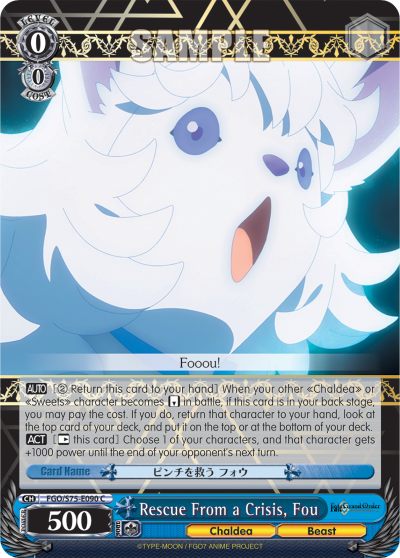 SAMPLE
LEVEL
0
0
COST
Fooou!
AUTO [② Return this card to your hand] When your other «Chaldea» or
«Sweets» character becomes in battle, if this card is in your back stage,
you may pay the cost. If you do, return that character to your hand, look at
the top card of your deck, and put it on the top or at the bottom of your deck.
ACT [ this card] Choose 1 of your characters, and that character gets
+1000 power until the end of your opponent's next turn.
Card Name
ピンチを救う フォウ
CH FGO/S75-E090 C
500
Rescue From a Crisis, Fou
Chaldea
Beast
©TYPE-MOON / FGO7 ANIME PROJECT